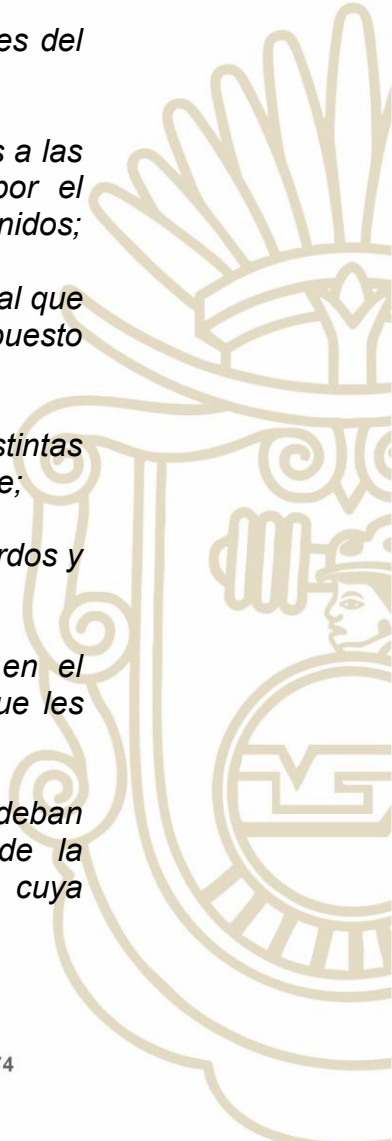 es del
s a las
por el
nidos;
al que
puesto
stintas
e;
rdos y
en el
ue les
deban
de la
cuya
74